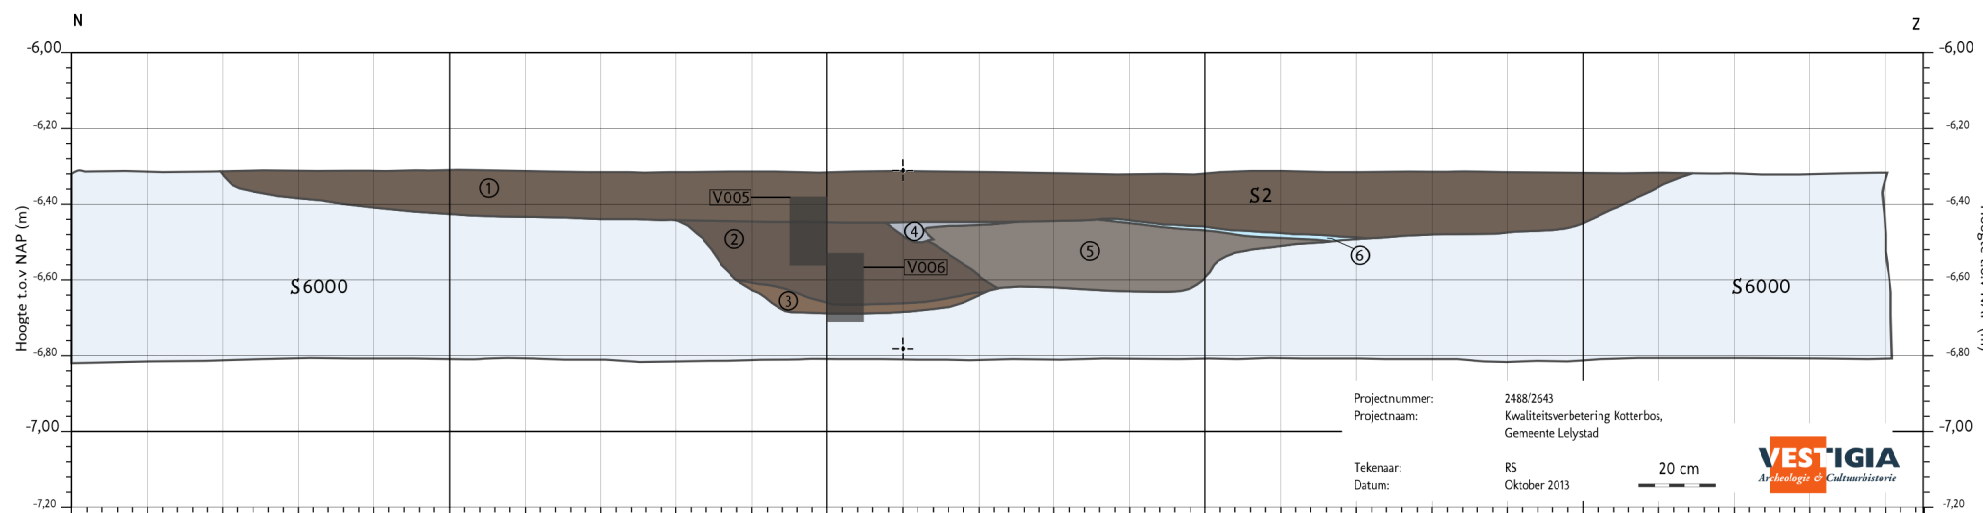 N
Z
-6,00
-6,00
-6,20
-6,20
1
V005
S2
-6,40
-6,40
2
4
5
6
V006
Hoogte t.o.v NAP (m)
-6,60
-6,60
S6000
3
S6000
-6,80
-6,80
Projectnummer: 2488/2643
Projectnaam: Kwaliteitsverbetering Kotterbos,
Gemeente Lelystad
-7,00
-7,00
VESTIGIA
Archeologie & Cultuurhistorie
Tekenaar: RS
20 cm
Datum: Oktober 2013
-7,20
-7,20